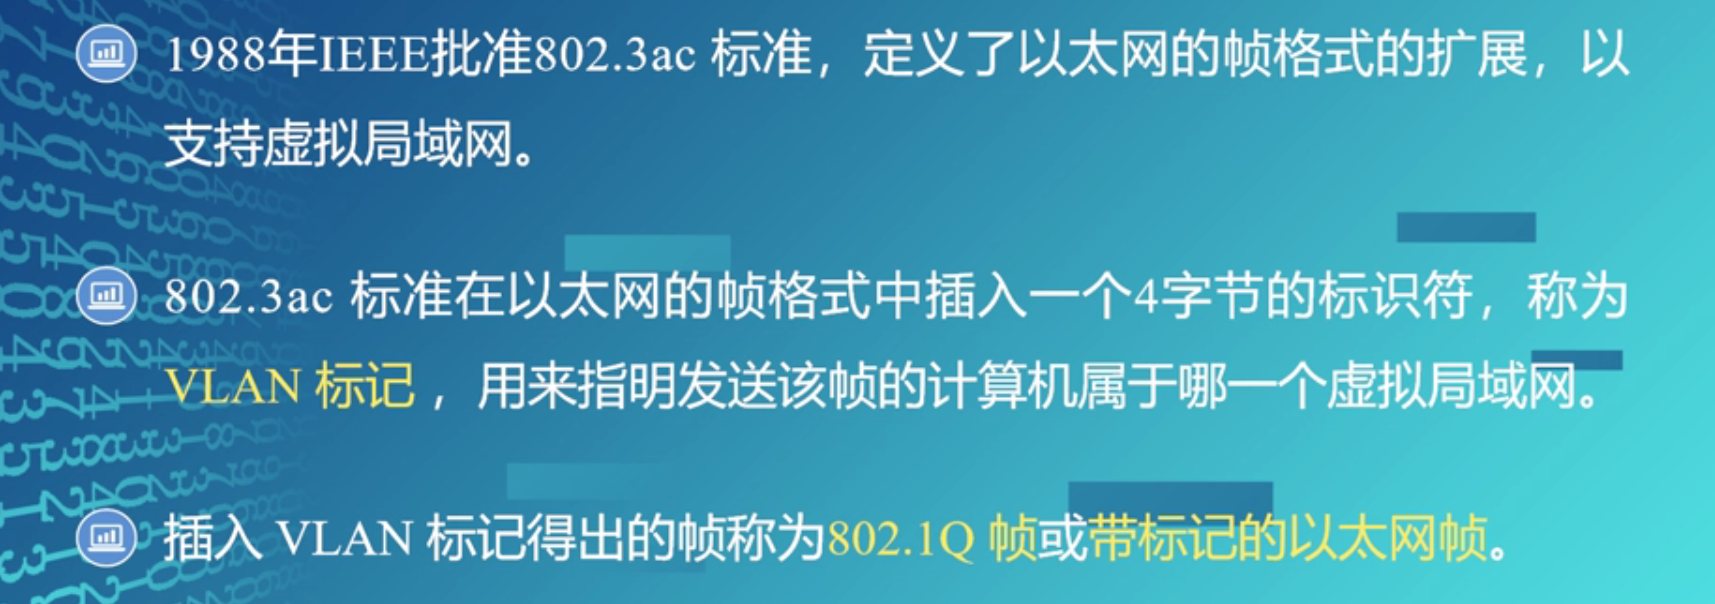 1988年IEEE批准802.3ac 标准，定义了以太网的帧格式的扩展，以
支持虚拟局域网。
802.3ac 标准在以太网的帧格式中插入一个4字节的标识符，称为
VLAN 标记，用来指明发送该帧的计算机属于哪一个虚拟局域网。
插入 VLAN 标记得出的帧称为802.1Q 帧或带标记的以太网帧。